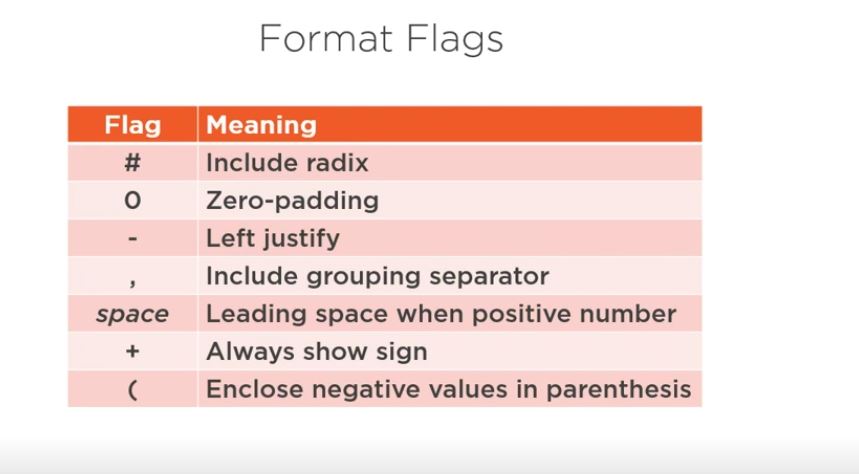 Format Flags
Flag Meaning
# Include radix
0 Zero-padding
- Left justify
, Include grouping separator
space Leading space when positive number
+ Always show sign
( Enclose negative values in parenthesis